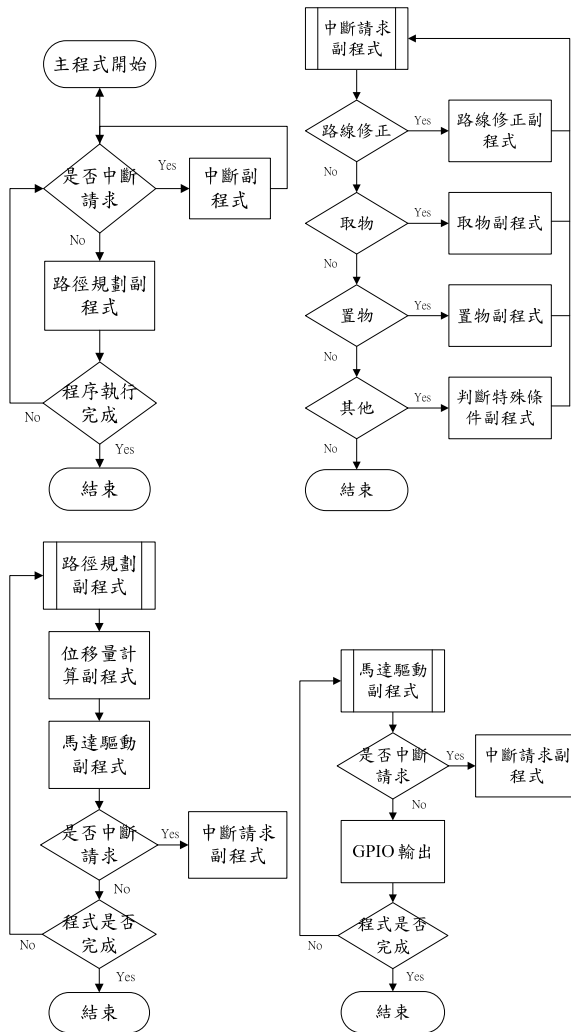 主程式開始
是否中斷
請求
Yes
中斷副
程式
No
路徑規劃副
程式
程序執行
完成
No
Yes
結束
中斷請求
副程式
路線修正
Yes
路線修正副
程式
No
取物
Yes
取物副程式
No
置物
Yes
置物副程式
No
其他
Yes
判斷特殊條
件副程式
No
結束
路徑規劃
副程式
位移量計
算副程式
馬達驅動
副程式
是否中斷
請求
Yes
中斷請求
副程式
No
程式是否
完成
No
Yes
結束
馬達驅動
副程式
是否中斷
請求
Yes
中斷請求副
程式
No
GPIO 輸出
程式是否
完成
No
Yes
結束